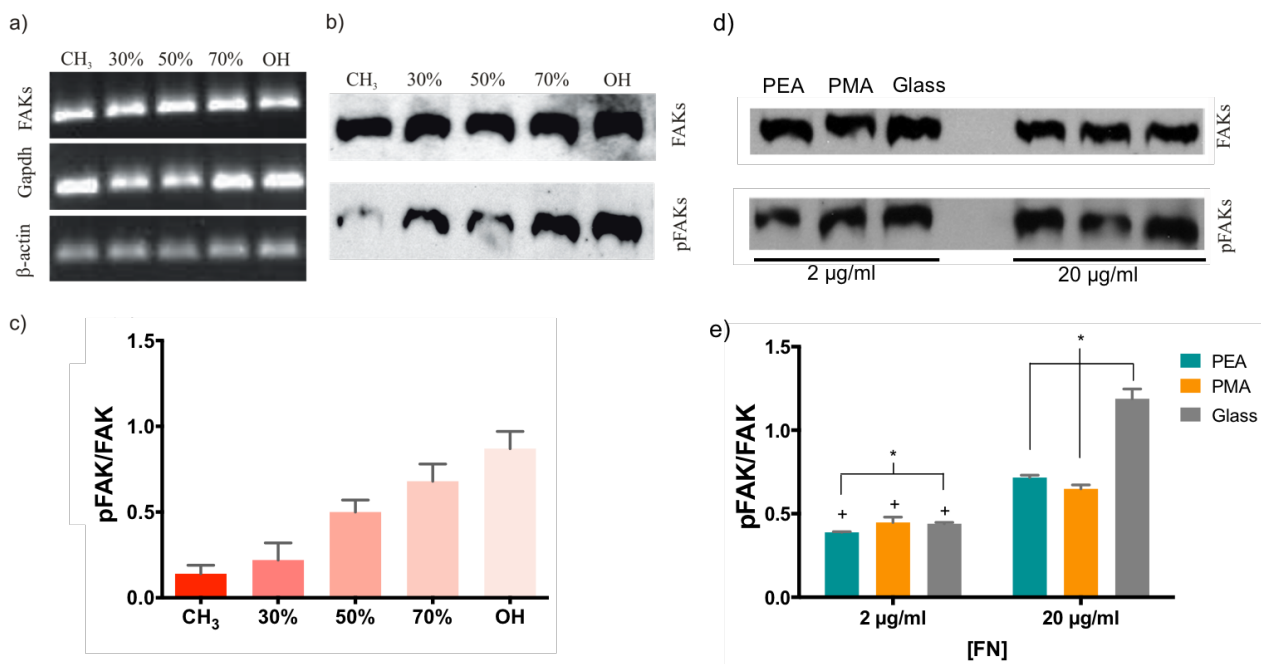 a)
CH₃ 30% 50% 70% OH
FAKs
Gapdh
β-actin
b)
CH₃ 30% 50% 70% OH
FAKs
pFAKs
c)
pFAK/FAK
1.5
1.0
0.5
0.0
CH₃ 30% 50% 70% OH
d)
PEA PMA Glass
FAKs
pFAKs
2 µg/ml 20 µg/ml
e)
pFAK/FAK
1.5
1.0
0.5
0.0
*
+ + +
*
PEA
PMA
Glass
2 µg/ml 20 µg/ml
[FN]